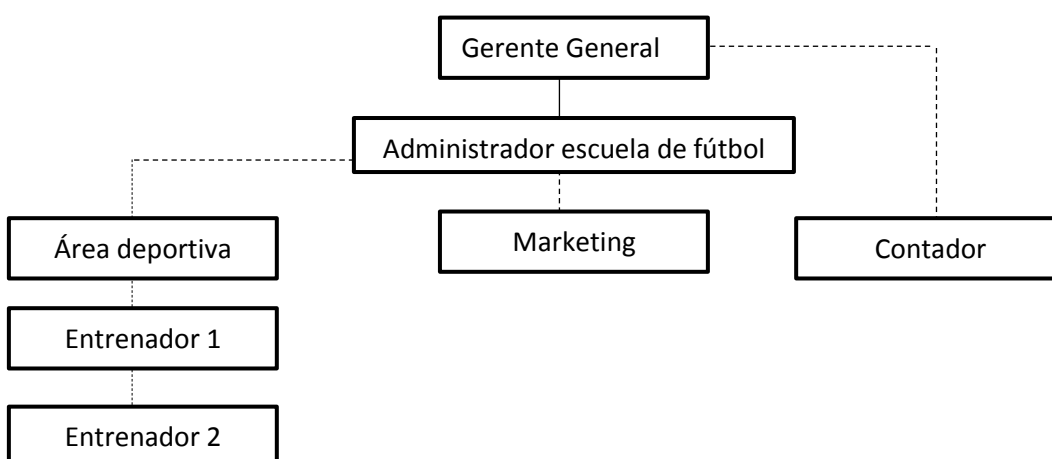 Gerente General
Administrador escuela de fútbol
Área deportiva
Marketing
Contador
Entrenador 1
Entrenador 2